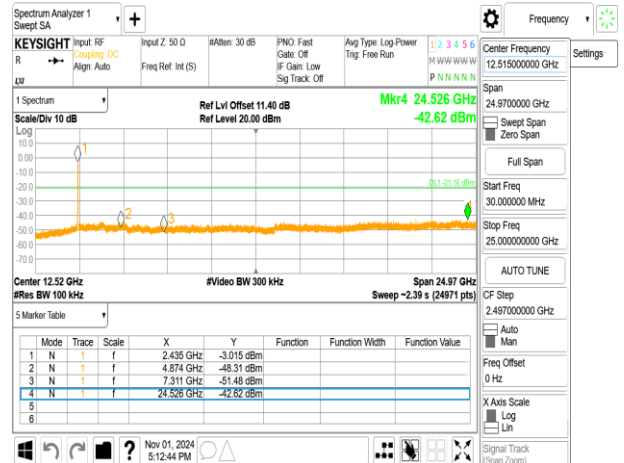 Spectrum Analyzer 1
Swept SA
+
Frequency
KEYSIGHT
R
Input: RF
Coupling: DC
Align: Auto
Input Z: 50 Ω
Freq Ref: Int (S)
#Atten: 30 dB
PNO: Fast
Gate: Off
IF Gain: Low
Sig Track: Off
Avg Type: Log-Power
Trig: Free Run
1 2 3 4 5 6
M W W W W W
P N N N N N
Center Frequency
12.515000000 GHz
Settings
Span
24.9700000 GHz
Swept Span
Zero Span
Full Span
Start Freq
30.000000 MHz
Stop Freq
25.000000000 GHz
AUTO TUNE
CF Step
2.497000000 GHz
Auto
Man
Freq Offset
0 Hz
X Axis Scale
Log
Lin
Signal Track
(Span Zoom)
1 Spectrum
Scale/Div 10 dB
Log
Ref Lvl Offset 11.40 dB
Ref Level 20.00 dBm
Mkr4 24.526 GHz
-42.62 dBm
10.0
0.00
-10.0
-20.0
-30.0
-40.0
-50.0
-60.0
-70.0
1
2
3
DL1 -21.16 dBm
Center 12.52 GHz
#Res BW 100 kHz
#Video BW 300 kHz
Span 24.97 GHz
Sweep ~2.39 s (24971 pts)
5 Marker Table
Mode Trace Scale X Y Function Function Width Function Value
1 N 1 f 2.435 GHz -3.015 dBm
2 N 1 f 4.874 GHz -48.31 dBm
3 N 1 f 7.311 GHz -51.48 dBm
4 N 1 f 24.526 GHz -42.62 dBm
5
6
?
Nov 01, 2024
5:12:44 PM